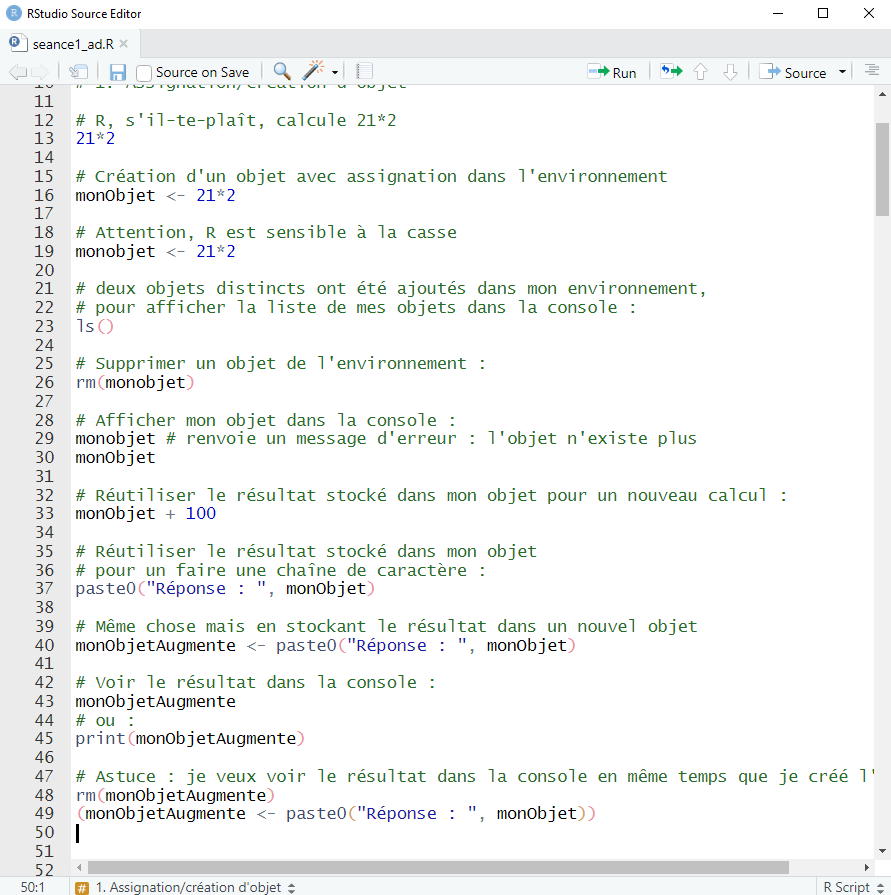 RStudio Source Editor
seance1_ad.R
Source on Save
Run
Source
10 # 1. Assignation/création d'objet
11
12 # R, s'il-te-plaît, calcule 21*2
13 21*2
14
15 # Création d'un objet avec assignation dans l'environnement
16 monObjet <- 21*2
17
18 # Attention, R est sensible à la casse
19 monobjet <- 21*2
20
21 # deux objets distincts ont été ajoutés dans mon environnement,
22 # pour afficher la liste de mes objets dans la console :
23 ls()
24
25 # Supprimer un objet de l'environnement :
26 rm(monobjet)
27
28 # Afficher mon objet dans la console :
29 monobjet # renvoie un message d'erreur : l'objet n'existe plus
30 monObjet
31
32 # Réutiliser le résultat stocké dans mon objet pour un nouveau calcul :
33 monObjet + 100
34
35 # Réutiliser le résultat stocké dans mon objet
36 # pour un faire une chaîne de caractère :
37 paste0("Réponse : ", monObjet)
38
39 # Même chose mais en stockant le résultat dans un nouvel objet
40 monObjetAugmente <- paste0("Réponse : ", monObjet)
41
42 # Voir le résultat dans la console :
43 monObjetAugmente
44 # ou :
45 print(monObjetAugmente)
46
47 # Astuce : je veux voir le résultat dans la console en même temps que je créé l'
48 rm(monObjetAugmente)
49 (monObjetAugmente <- paste0("Réponse : ", monObjet))
50
51
52
50:1 # 1. Assignation/création d'objet R Script